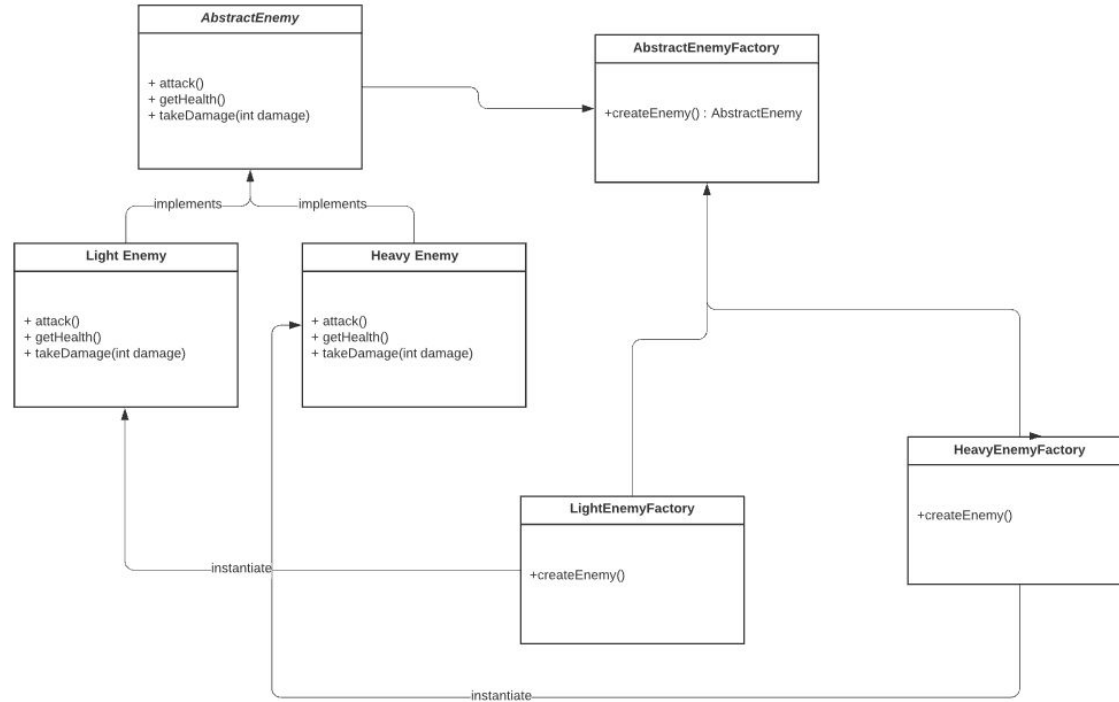 AbstractEnemy
+ attack()
+ getHealth()
+ takeDamage(int damage)
AbstractEnemyFactory
+createEnemy() : AbstractEnemy
implements
implements
Light Enemy
+ attack()
+ getHealth()
+ takeDamage(int damage)
Heavy Enemy
+ attack()
+ getHealth()
+ takeDamage(int damage)
HeavyEnemyFactory
+createEnemy()
LightEnemyFactory
+createEnemy()
instantiate
instantiate